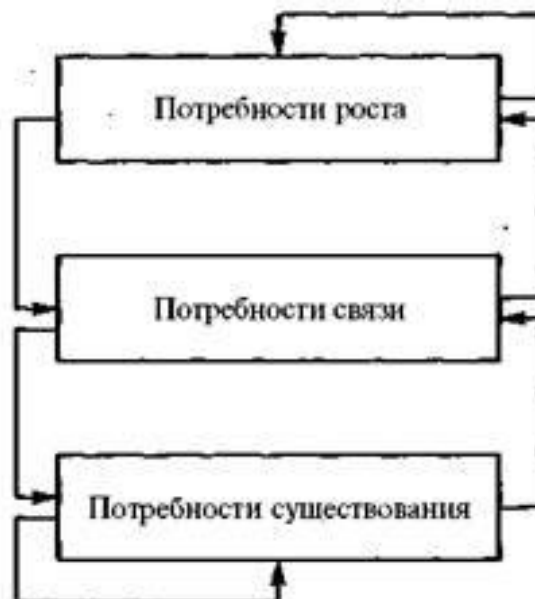 Потребности роста
Потребности связи
Потребности существования